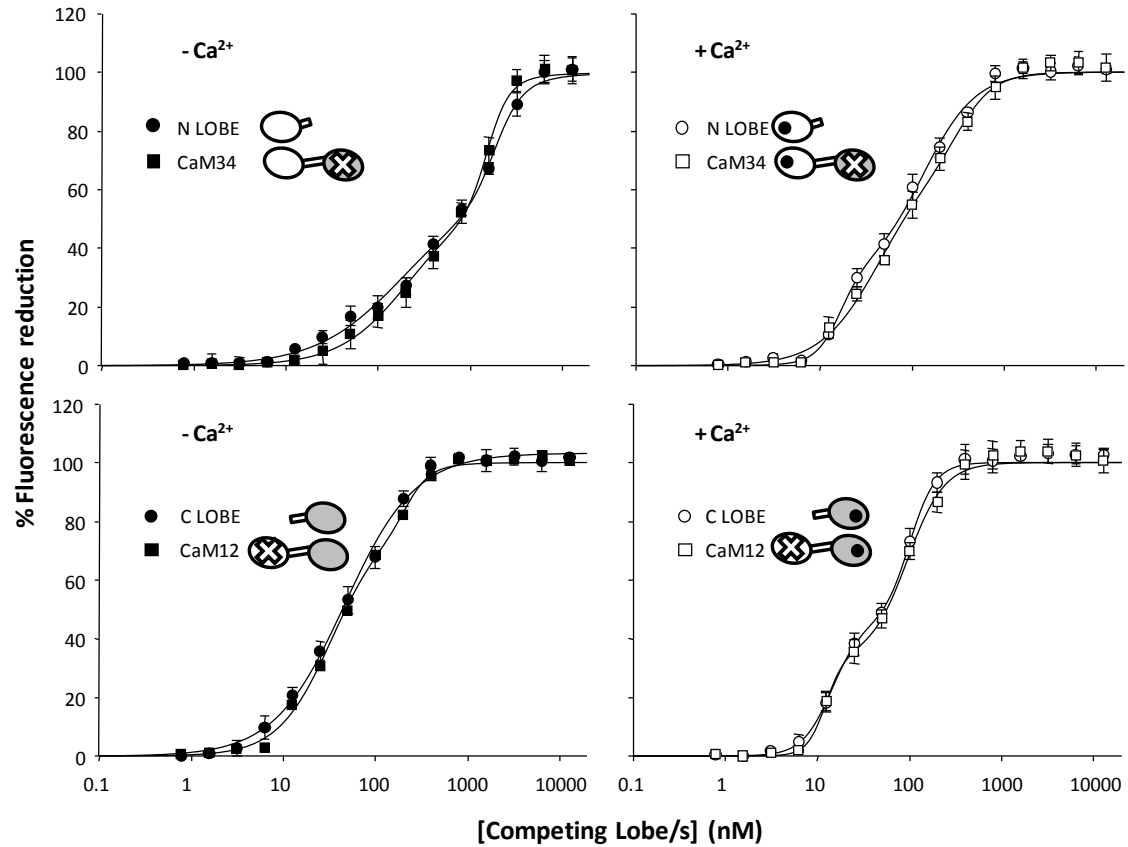 120
100
80
60
40
20
0
- Ca²⁺
N LOBE
CaM34
+ Ca²⁺
N LOBE
CaM34
% Fluorescence reduction
120
100
80
60
40
20
0
- Ca²⁺
C LOBE
CaM12
+ Ca²⁺
C LOBE
CaM12
0.1 1 10 100 1000 10000
0.1 1 10 100 1000 10000
[Competing Lobe/s] (nM)